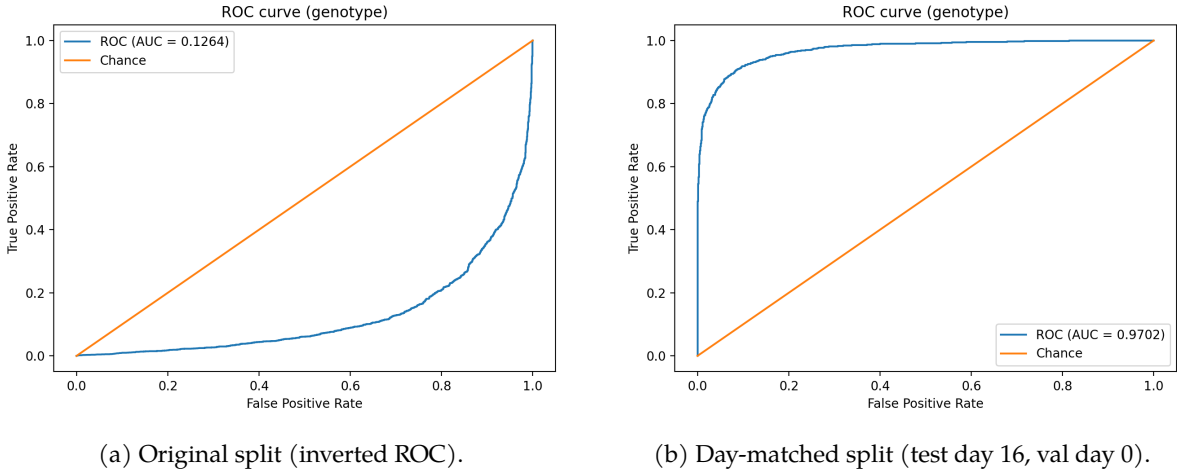 ROC curve (genotype)
ROC (AUC = 0.1264)
Chance
1.0
0.8
0.6
0.4
0.2
0.0
True Positive Rate
0.0 0.2 0.4 0.6 0.8 1.0
False Positive Rate
(a) Original split (inverted ROC).
ROC curve (genotype)
1.0
0.8
0.6
0.4
0.2
0.0
True Positive Rate
ROC (AUC = 0.9702)
Chance
0.0 0.2 0.4 0.6 0.8 1.0
False Positive Rate
(b) Day-matched split (test day 16, val day 0).